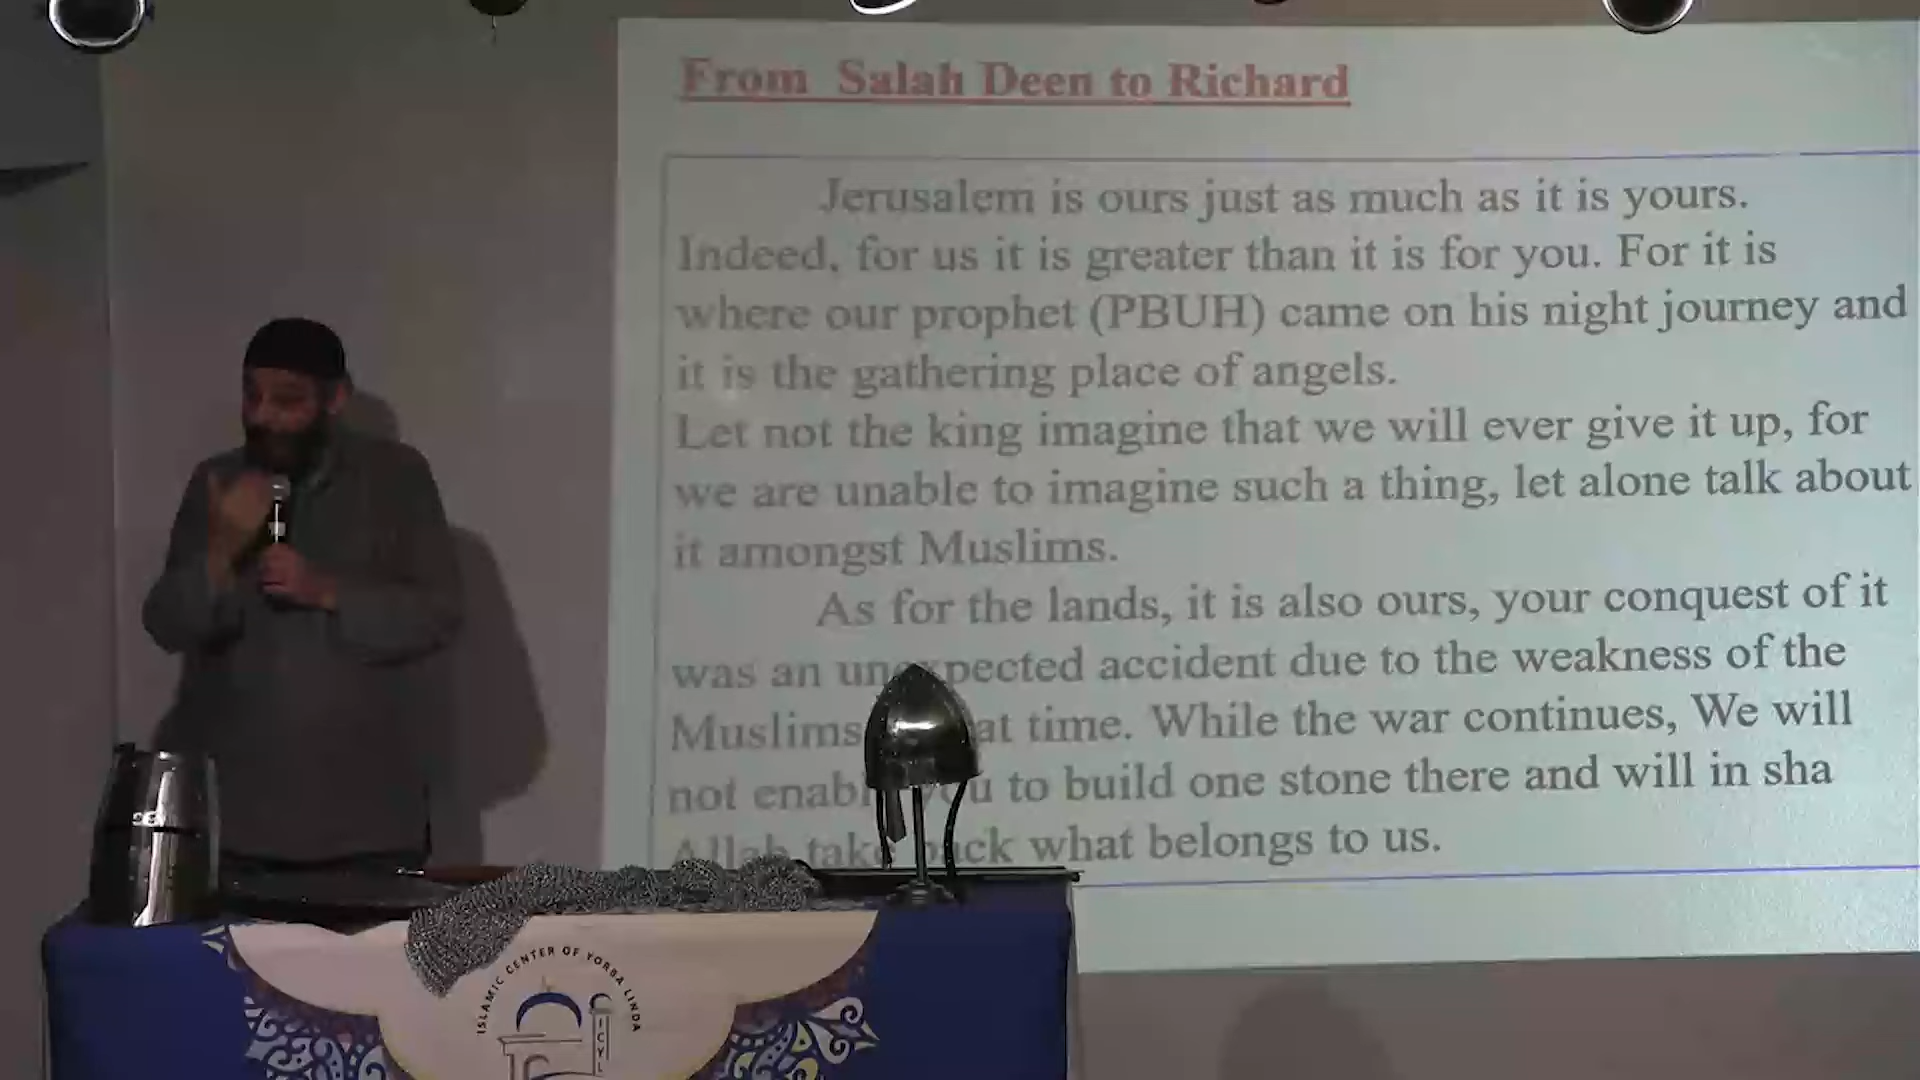 From Salah Deen to Richard
Jerusalem is ours just as much as it is yours.
Indeed, for us it is greater than it is for you. For it is
where our prophet (PBUH) came on his night journey and
it is the gathering place of angels.
Let not the king imagine that we will ever give it up, for
we are unable to imagine such a thing, let alone talk about
it amongst Muslims.
As for the lands, it is also ours, your conquest of it
was an unexpected accident due to the weakness of the
Muslims at time. While the war continues, We will
not enable you to build one stone there and will in sha
Allah take back what belongs to us.
ISLAMIC CENTER OF YORBA LINDA
ICYL